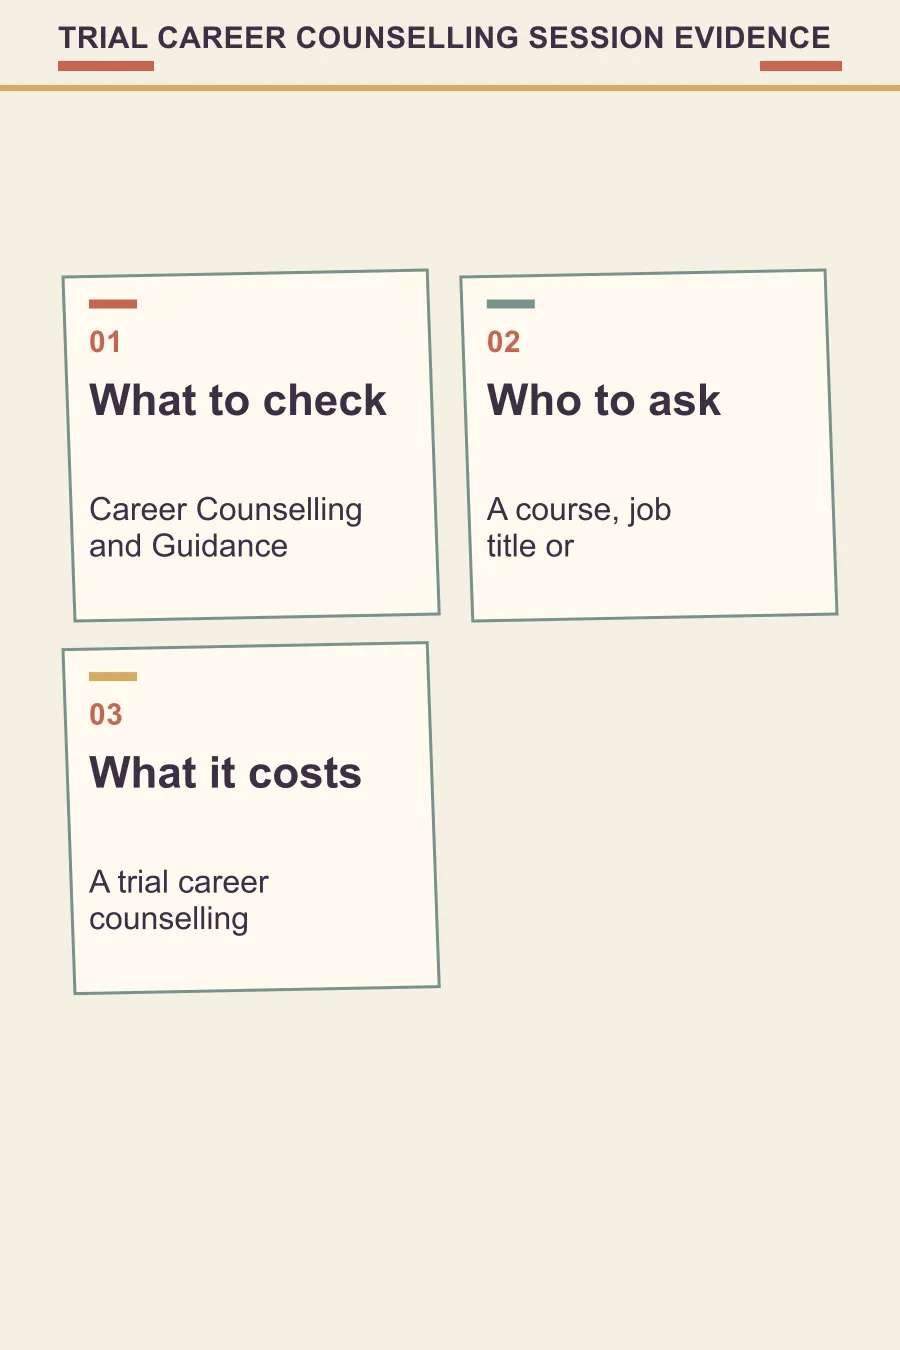 TRIAL CAREER COUNSELLING SESSION EVIDENCE
01
What to check
Career Counselling
and Guidance
02
Who to ask
A course, job
title or
03
What it costs
A trial career
counselling